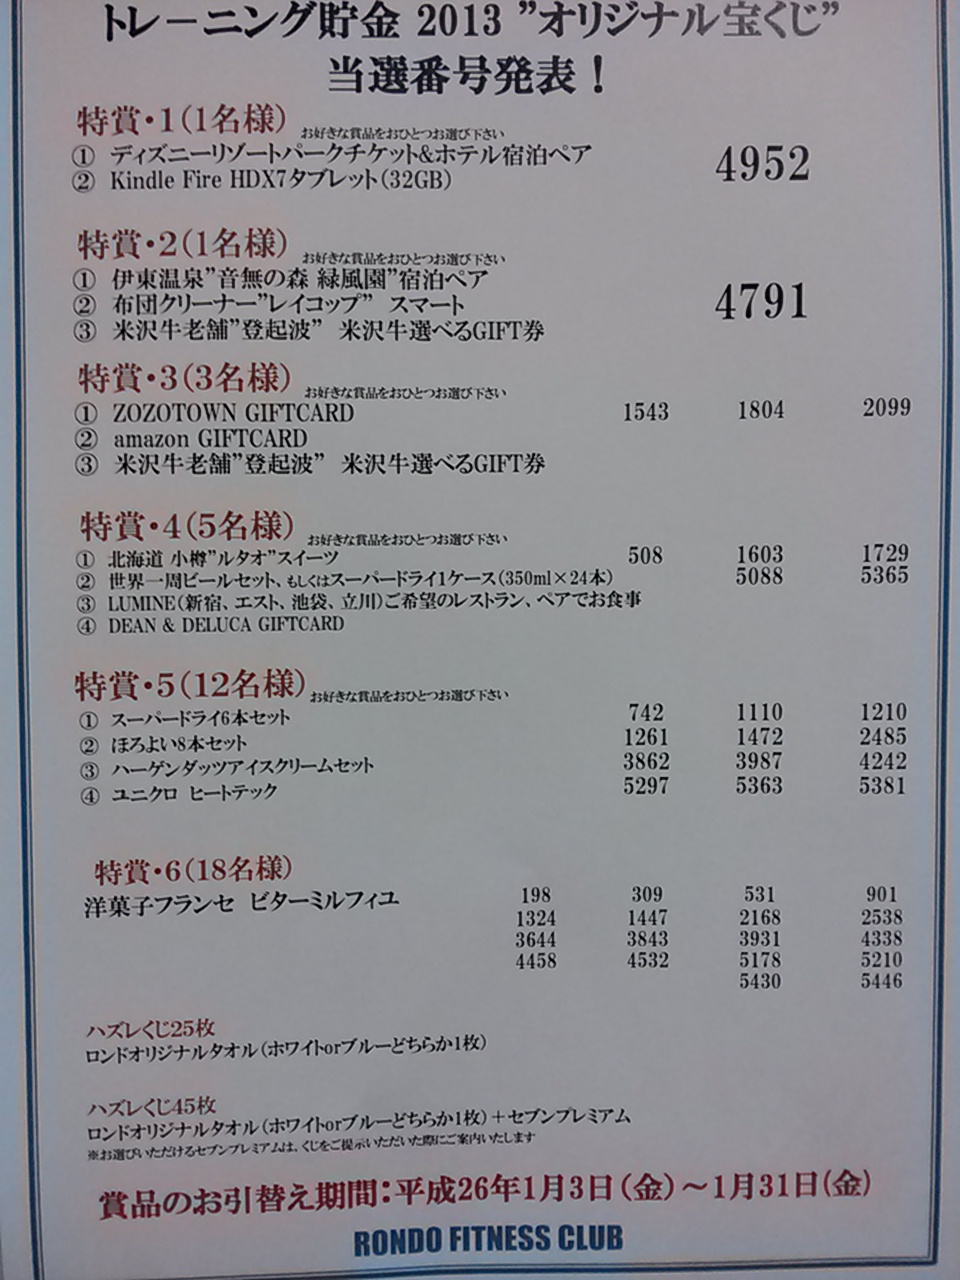 トレーニング貯金 2013 ”オリジナル宝くじ”
当選番号発表！
特賞・1(1名様) お好きな賞品をおひとつお選び下さい
① ディズニーリゾートパークチケット&ホテル宿泊ペア
② Kindle Fire HDX7タブレット(32GB)
4952
特賞・2(1名様) お好きな賞品をおひとつお選び下さい
① 伊東温泉”音無の森 緑風園”宿泊ペア
② 布団クリーナー”レイコップ” スマート
③ 米沢牛老舗”登起波” 米沢牛選べるGIFT券
4791
特賞・3(3名様) お好きな賞品をおひとつお選び下さい
① ZOZOTOWN GIFTCARD 1543 1804 2099
② amazon GIFTCARD
③ 米沢牛老舗”登起波” 米沢牛選べるGIFT券
特賞・4(5名様) お好きな賞品をおひとつお選び下さい
① 北海道 小樽”ルタオ”スイーツ 508 1603 1729
② 世界一周ビールセット、もしくはスーパードライ1ケース(350ml×24本) 5088 5365
③ LUMINE(新宿、エスト、池袋、立川)ご希望のレストラン、ペアでお食事
④ DEAN & DELUCA GIFTCARD
特賞・5(12名様) お好きな賞品をおひとつお選び下さい
① スーパードライ6本セット 742 1110 1210
② ほろよい8本セット 1261 1472 2485
③ ハーゲンダッツアイスクリームセット 3862 3987 4242
④ ユニクロ ヒートテック 5297 5363 5381
特賞・6(18名様)
洋菓子フランセ ビターミルフィユ 198 309 531 901
1324 1447 2168 2538
3644 3843 3931 4338
4458 4532 5178 5210
5430 5446
ハズレくじ25枚
ロンドオリジナルタオル(ホワイトorブルーどちらか1枚)
ハズレくじ45枚
ロンドオリジナルタオル(ホワイトorブルーどちらか1枚)＋セブンプレミアム
※お選びいただけるセブンプレミアムは、くじをご提示いただいた際にご案内いたします
賞品のお引替え期間：平成26年1月3日(金)～1月31日(金)
RONDO FITNESS CLUB